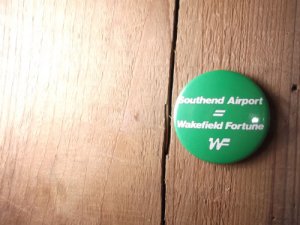 Southend Airport
=
Wakefield Fortune
WF